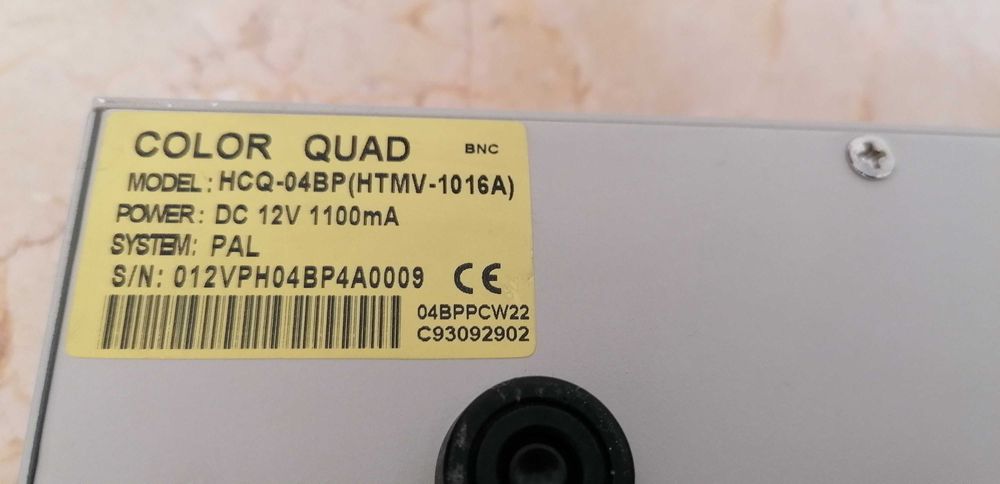 COLOR QUAD BNC
MODEL: HCQ-04BP(HTMV-1016A)
POWER: DC 12V 1100mA
SYSTEM: PAL
S/N: 012VPH04BP4A0009 CE
04BPPCW22
C93092902